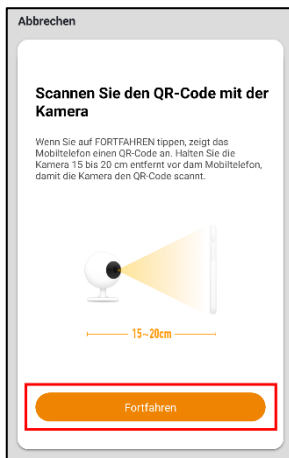 Abbrechen
Scannen Sie den QR-Code mit der
Kamera
Wenn Sie auf FORTFAHREN tippen, zeigt das
Mobiltelefon einen QR-Code an. Halten Sie die
Kamera 15 bis 20 cm entfernt vor dam Mobiltelefon,
damit die Kamera den QR-Code scannt.
15~20cm
Fortfahren